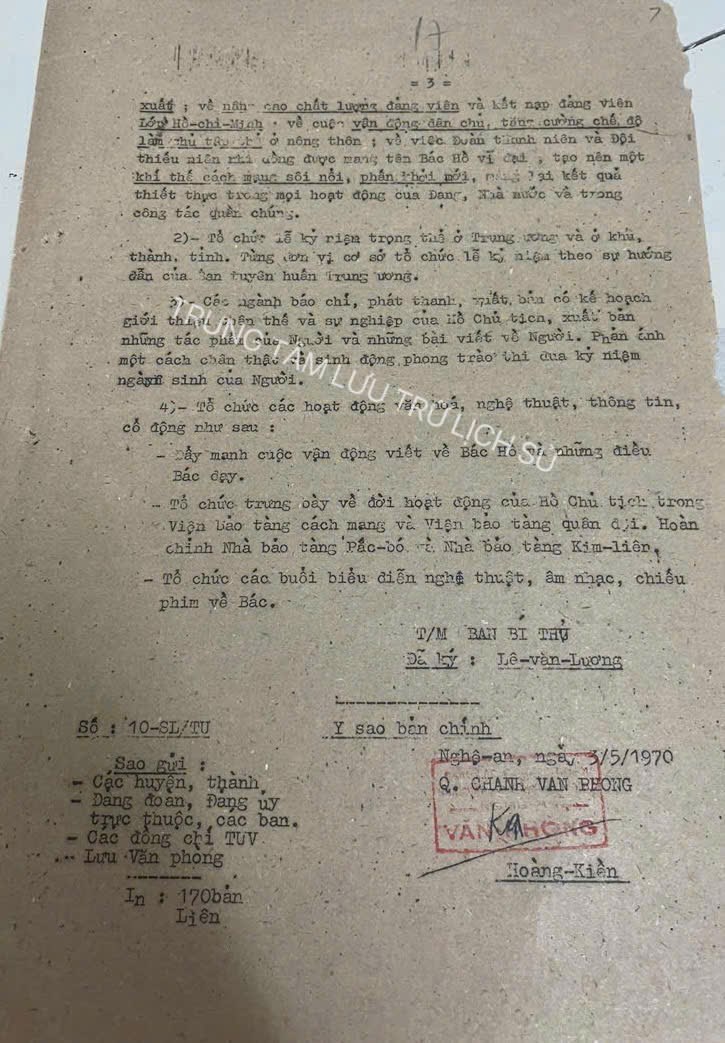 17
7
= 3 =
xuất ; về nâng cao chất lượng đảng viên và kết nạp đảng viên
Lớp Hồ-chí-Minh ; về cuộc vận động dân chủ, tăng cường chế độ
làm chủ tập thể ở nông thôn ; về việc Đoàn thanh niên và Đội
thiếu niên nhi đồng được mang tên Bác Hồ vĩ đại , tạo nên một
khí thế cách mạng sôi nổi, phấn khởi mới, mang lại kết quả
thiết thực trong mọi hoạt động của Đảng, Nhà nước và trong
công tác quần chúng.
2)- Tổ chức lễ kỷ niệm trọng thể ở Trung ương và ở khu,
thành, tỉnh. Từng đơn vị cơ sở tổ chức lễ kỷ niệm theo sự hướng
dẫn của Ban tuyên huấn Trung ương.
3)- Các ngành báo chí, phát thanh, xuất bản có kế hoạch
giới thiệu thân thế và sự nghiệp của Hồ Chủ tịch, xuất bản
những tác phẩm của Người và những bài viết về Người. Phản ánh
một cách chân thật và sinh động phong trào thi đua kỷ niệm
ngày sinh của Người.
4)- Tổ chức các hoạt động văn hoá, nghệ thuật, thông tin,
cổ động như sau :
- Đẩy mạnh cuộc vận động viết về Bác Hồ và những điều
Bác dạy.
- Tổ chức trưng bày về đời hoạt động của Hồ Chủ tịch trong
Viện bảo tàng cách mạng và Viện bảo tàng quân đội. Hoàn
chỉnh Nhà bảo tàng Pắc-bó và Nhà bảo tàng Kim-liên.
- Tổ chức các buổi biểu diễn nghệ thuật, âm nhạc, chiếu
phim về Bác.
TRUNG TÂM LƯU TRỮ LỊCH SỬ
T/M BAN BÍ THƯ
Đã ký : Lê-văn-Lương
Số : 10-SL/TU
Sao gửi :
- Các huyện, thành
- Đảng đoàn, Đảng ủy
trực thuộc, các ban.
- Các đồng chí TUV
- Lưu Văn phòng
In : 170bản
Liên
Y sao bản chính
Nghệ-an, ngày 3/5/1970
Q. CHÁNH VĂN PHÒNG
VĂN PHÒNG
Hoàng-Kiền